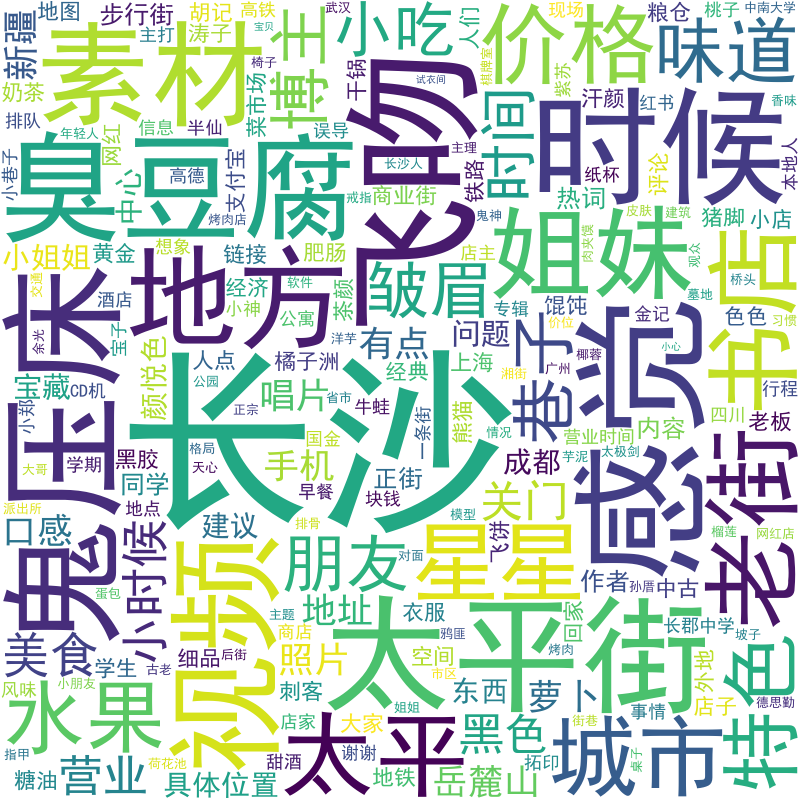 新疆
地图
步行街
胡记
高铁
武汉
小吃
人们
粮仓
桃子
中南大学
主打
涛子
宝贝
现场
价格
味道
奶茶
素材
博主
椅子
棋牌室
紫苏
香味
排队
菜市场
干锅
试衣间
汗颜
红书
网红
年轻人
信息
半仙
误导
飞吻
时间
时候
本地人
小巷子
臭豆腐
高德
支付宝
长沙人
主理
铁路
纸杯
评论
中心
烤肉店
商业街
戒指
鬼神
热词
皮肤
建筑
猪脚
小店
小姐姐
黄金
想象
链接
肥肠
店主
姐妹
肉夹馍
观众
书店
交通
地方
皱眉
桥头
酒店
经济
软件
茶颜
专辑
馄饨
墓地
压床
余光
宝子
小神
公寓
洋芋
有点
问题
巷子
价位
金记
色色
习惯
宝藏
颜悦色
人点
橘子洲
上海
椰蓉
感沉
小心
CD机
公园
经典
湘街
广州
行程
小郑
唱片
正宗
省市
牛蛙
一条街
熊猫
四川
老板
长沙
国金
格局
天心
情况
内容
营业时间
老街
大哥
学期
黑胶
手机
正街
成都
芋泥
太极剑
派出所
地点
同学
早餐
块钱
鬼
排骨
模型
飞饼
关门
榴莲
网红店
口感
建议
小时候
视频
朋友
对面
星星
作者
孙厝
中古
蛋包
主题
地址
衣服
鸦匪
回家
长郡中学
坡子
美食
学生
商店
空间
太平街
烤肉
外地
特色
细品
后街
照片
市区
风味
小朋友
古老
刺客
姐姐
东西
萝卜
街巷
事情
店子
德思勤
水果
店家
大家
太平
黑色
城市
指甲
荷花池
甜酒
谢谢
拓印
桌子
糖油
营业
具体位置
地铁
岳麓山